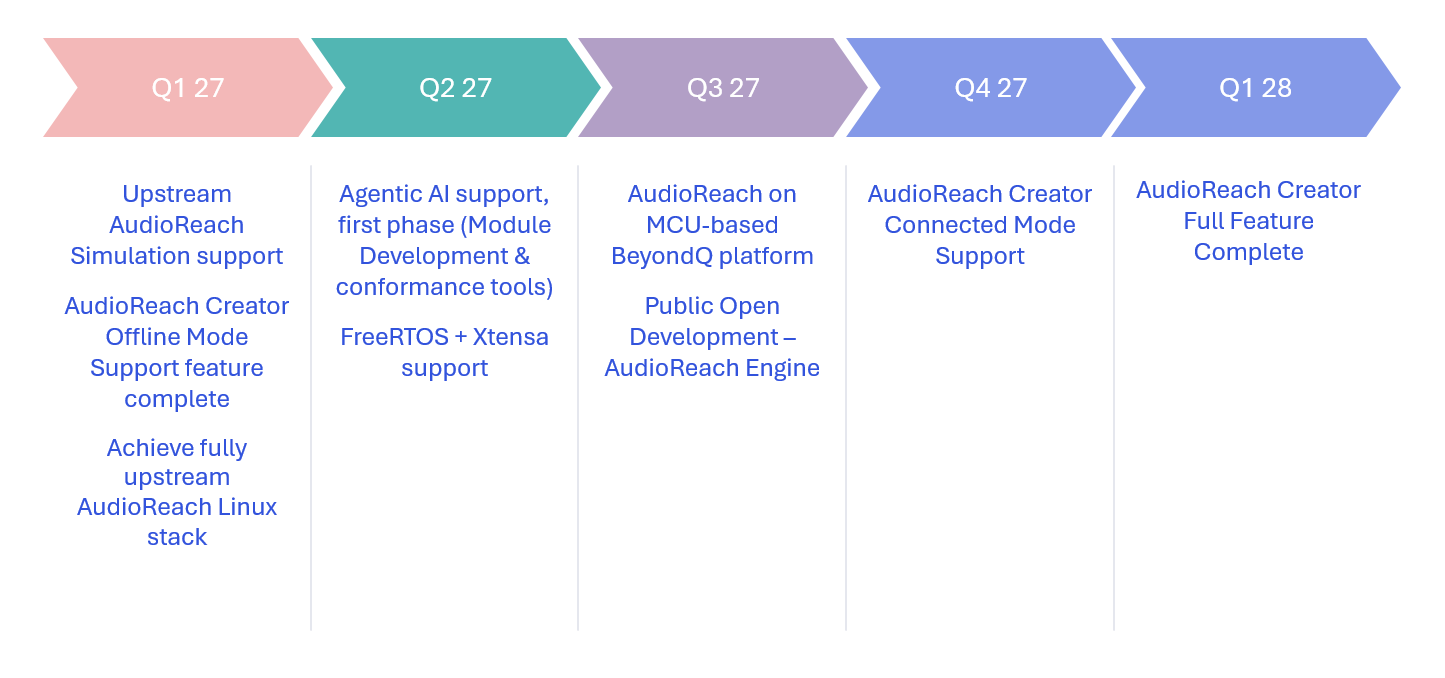 Q1 27
Q2 27
Q3 27
Q4 27
Q1 28
Upstream
AudioReach
Simulation support
AudioReach Creator
Offline Mode
Support feature
complete
Achieve fully
upstream
AudioReach Linux
stack
Agentic AI support,
first phase (Module
Development &
conformance tools)
FreeRTOS + Xtensa
support
AudioReach on
MCU-based
BeyondQ platform
Public Open
Development –
AudioReach Engine
AudioReach Creator
Connected Mode
Support
AudioReach Creator
Full Feature
Complete